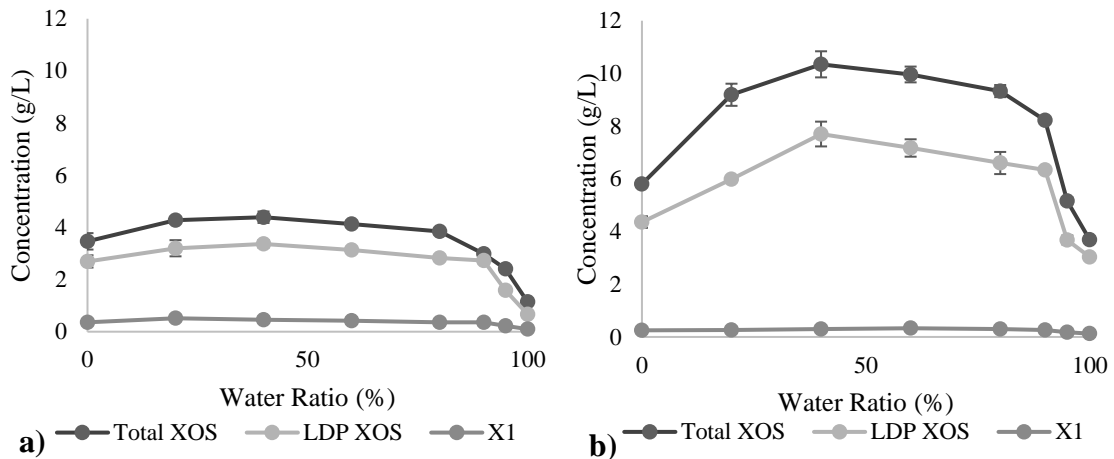 12
10
8
6
4
2
0
Concentration (g/L)
0 50 100
Water Ratio (%)
a) Total XOS LDP XOS X1
12
10
8
6
4
2
0
Concentration (g/L)
0 50 100
Water Ratio (%)
b) Total XOS LDP XOS X1